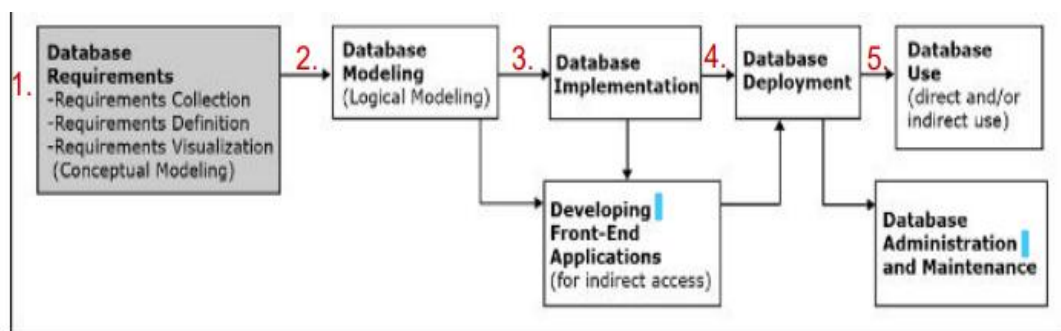 1.
Database
Requirements
-Requirements Collection
-Requirements Definition
-Requirements Visualization
(Conceptual Modeling)
2.
Database
Modeling
(Logical Modeling)
3.
Database
Implementation
4.
Database
Deployment
5.
Database
Use
(direct and/or
indirect use)
Developing
Front-End
Applications
(for indirect access)
Database
Administration
and Maintenance